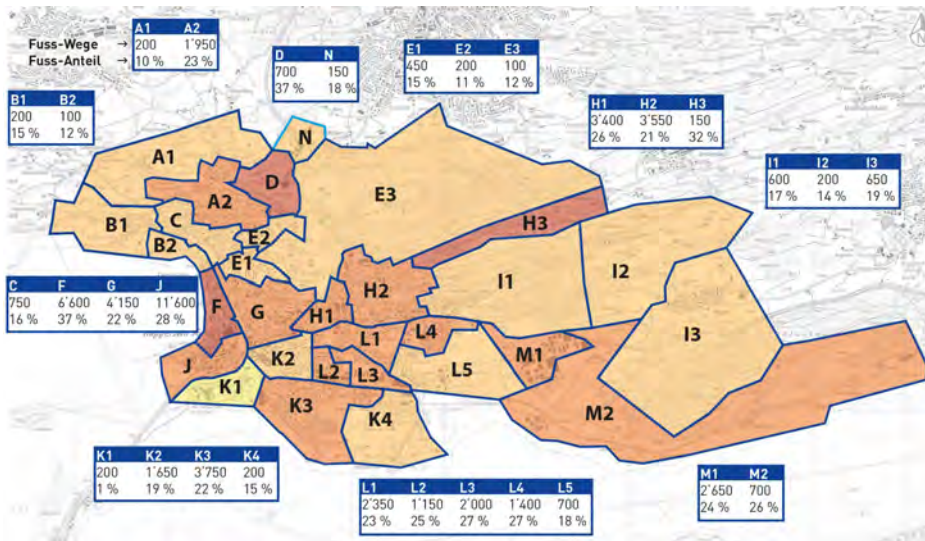 A1 A2
Fuss-Wege → 200 1'950
Fuss-Anteil → 10 % 23 %
D N
700 150
37 % 18 %
E1 E2 E3
450 200 100
15 % 11 % 12 %
B1 B2
200 100
15 % 12 %
H1 H2 H3
3'400 3'550 150
26 % 21 % 32 %
I1 I2 I3
600 200 650
17 % 14 % 19 %
N
A1
D
E3
A2
B1
C
H3
E2
B2
I2
E1
I1
C F G J
750 6'600 4'150 11'600
16 % 37 % 22 % 28 %
H2
F
G
H1
L4
I3
L1
M1
K2
J
L2
L3
L5
K1
K3
M2
K4
K1 K2 K3 K4
200 1'650 3'750 200
1 % 19 % 22 % 15 %
M1 M2
2'650 700
24 % 26 %
L1 L2 L3 L4 L5
2'350 1'150 2'000 1'400 700
23 % 25 % 27 % 27 % 18 %